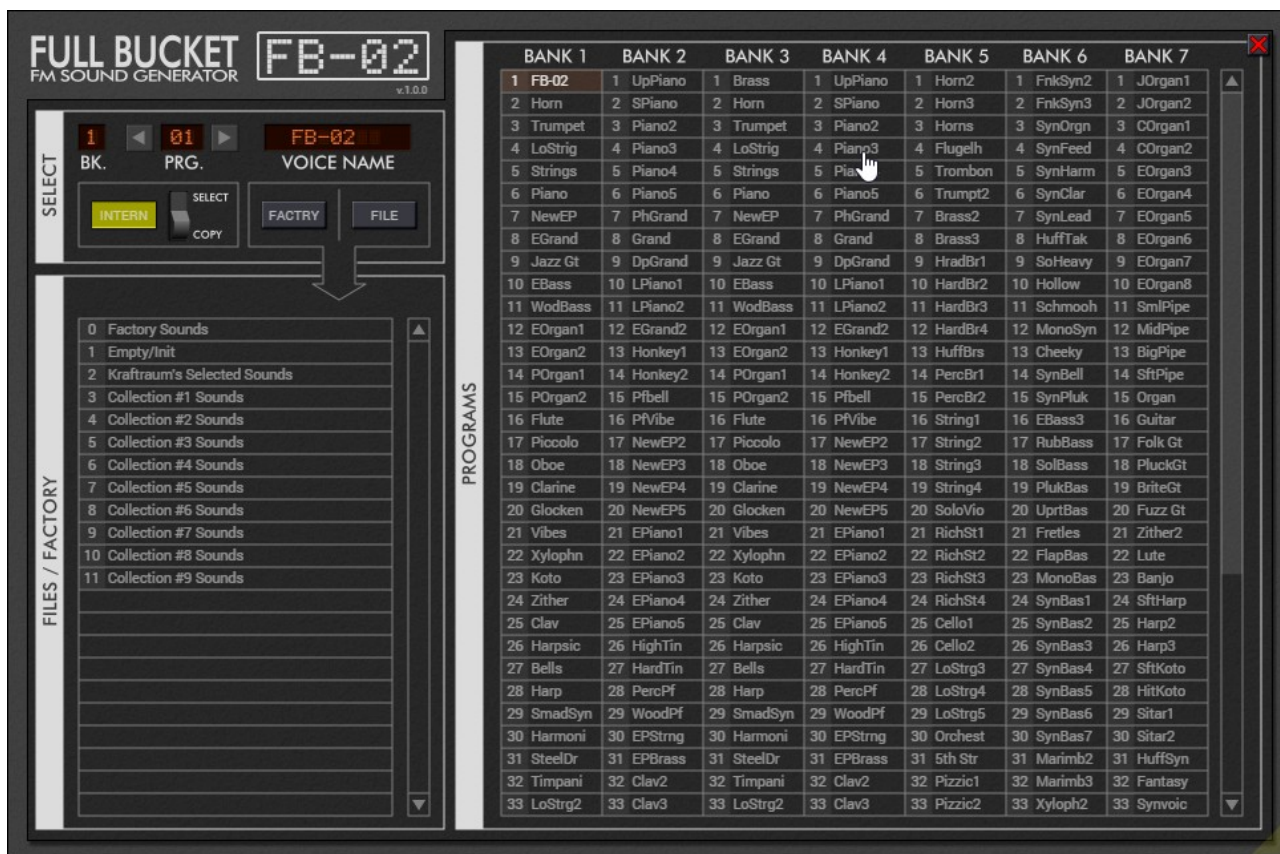 FULL BUCKET
FM SOUND GENERATOR
FB-02
v.1.0.0
SELECT
1 01 FB-02
BK. PRG. VOICE NAME
INTERN SELECT COPY FACTRY FILE
FILES / FACTORY
0 Factory Sounds
1 Empty/Init
2 Kraftraum's Selected Sounds
3 Collection #1 Sounds
4 Collection #2 Sounds
5 Collection #3 Sounds
6 Collection #4 Sounds
7 Collection #5 Sounds
8 Collection #6 Sounds
9 Collection #7 Sounds
10 Collection #8 Sounds
11 Collection #9 Sounds
PROGRAMS
BANK 1 BANK 2 BANK 3 BANK 4 BANK 5 BANK 6 BANK 7
1 FB-02 1 UpPiano 1 Brass 1 UpPiano 1 Horn2 1 FnkSyn2 1 JOrgan1
2 Horn 2 SPiano 2 Horn 2 SPiano 2 Horn3 2 FnkSyn3 2 JOrgan2
3 Trumpet 3 Piano2 3 Trumpet 3 Piano2 3 Horns 3 SynOrgn 3 COrgan1
4 LoStrig 4 Piano3 4 LoStrig 4 Piano3 4 Flugelh 4 SynFeed 4 COrgan2
5 Strings 5 Piano4 5 Strings 5 5 Trombon 5 SynHarm 5 EOrgan3
6 Piano 6 Piano5 6 Piano 6 Piano5 6 Trumpt2 6 SynClar 6 EOrgan4
7 NewEP 7 PhGrand 7 NewEP 7 PhGrand 7 Brass2 7 SynLead 7 EOrgan5
8 EGrand 8 Grand 8 EGrand 8 Grand 8 Brass3 8 HuffTak 8 EOrgan6
9 Jazz Gt 9 DpGrand 9 Jazz Gt 9 DpGrand 9 HradBr1 9 SoHeavy 9 EOrgan7
10 EBass 10 LPiano1 10 EBass 10 LPiano1 10 HardBr2 10 Hollow 10 EOrgan8
11 WodBass 11 LPiano2 11 WodBass 11 LPiano2 11 HardBr3 11 Schmooh 11 SmlPipe
12 EOrgan1 12 EGrand2 12 EOrgan1 12 EGrand2 12 HardBr4 12 MonoSyn 12 MidPipe
13 EOrgan2 13 Honkey1 13 EOrgan2 13 Honkey1 13 HuffBrs 13 Cheeky 13 BigPipe
14 POrgan1 14 Honkey2 14 POrgan1 14 Honkey2 14 PercBr1 14 SynBell 14 SftPipe
15 POrgan2 15 Pfbell 15 POrgan2 15 Pfbell 15 PercBr2 15 SynPluk 15 Organ
16 Flute 16 PfVibe 16 Flute 16 PfVibe 16 String1 16 EBass3 16 Guitar
17 Piccolo 17 NewEP2 17 Piccolo 17 NewEP2 17 String2 17 RubBass 17 Folk Gt
18 Oboe 18 NewEP3 18 Oboe 18 NewEP3 18 String3 18 SolBass 18 PluckGt
19 Clarine 19 NewEP4 19 Clarine 19 NewEP4 19 String4 19 PlukBas 19 BriteGt
20 Glocken 20 NewEP5 20 Glocken 20 NewEP5 20 SoloVio 20 UprtBas 20 Fuzz Gt
21 Vibes 21 EPiano1 21 Vibes 21 EPiano1 21 RichSt1 21 Fretles 21 Zither2
22 Xylophn 22 EPiano2 22 Xylophn 22 EPiano2 22 RichSt2 22 FlapBas 22 Lute
23 Koto 23 EPiano3 23 Koto 23 EPiano3 23 RichSt3 23 MonoBas 23 Banjo
24 Zither 24 EPiano4 24 Zither 24 EPiano4 24 RichSt4 24 SynBas1 24 SftHarp
25 Clav 25 EPiano5 25 Clav 25 EPiano5 25 Cello1 25 SynBas2 25 Harp2
26 Harpsic 26 HighTin 26 Harpsic 26 HighTin 26 Cello2 26 SynBas3 26 Harp3
27 Bells 27 HardTin 27 Bells 27 HardTin 27 LoStrg3 27 SynBas4 27 SftKoto
28 Harp 28 PercPf 28 Harp 28 PercPf 28 LoStrg4 28 SynBas5 28 HitKoto
29 SmadSyn 29 WoodPf 29 SmadSyn 29 WoodPf 29 LoStrg5 29 SynBas6 29 Sitar1
30 Harmoni 30 EPStrng 30 Harmoni 30 EPStrng 30 Orchest 30 SynBas7 30 Sitar2
31 SteelDr 31 EPBrass 31 SteelDr 31 EPBrass 31 5th Str 31 Marimb2 31 HuffSyn
32 Timpani 32 Clav2 32 Timpani 32 Clav2 32 Pizzic1 32 Marimb3 32 Fantasy
33 LoStrg2 33 Clav3 33 LoStrg2 33 Clav3 33 Pizzic2 33 Xyloph2 33 Synvoic